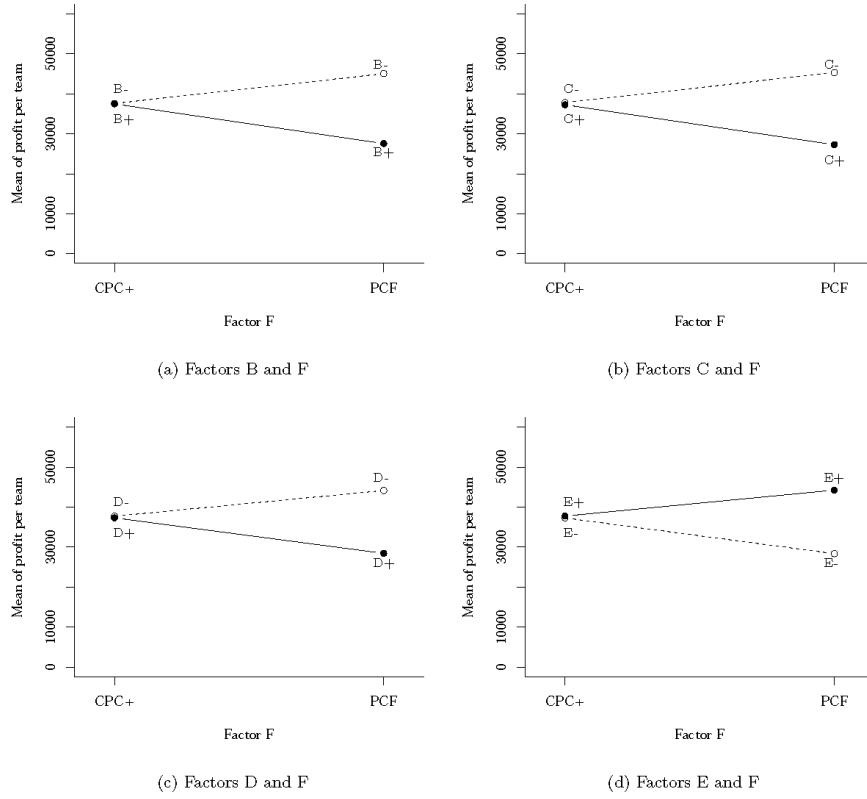 Mean of profit per team
50000
30000
10000
0
B-
B+
B-
B+
CPC+
PCF
Factor F
(a) Factors B and F
Mean of profit per team
50000
30000
10000
0
C-
C+
C-
C+
CPC+
PCF
Factor F
(b) Factors C and F
Mean of profit per team
50000
30000
10000
0
D-
D+
D-
D+
CPC+
PCF
Factor F
(c) Factors D and F
Mean of profit per team
50000
30000
10000
0
E+
E-
E+
E-
CPC+
PCF
Factor F
(d) Factors E and F